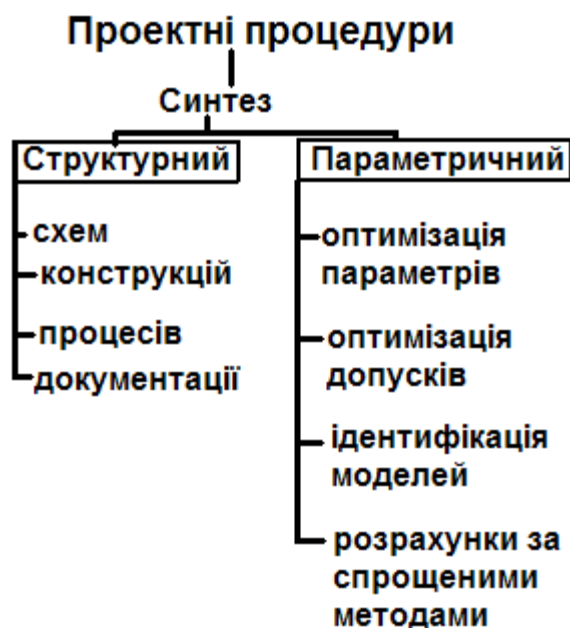 Проектні процедури
Синтез
Структурний
схем
конструкцій
процесів
документації
Параметричний
оптимізація
параметрів
оптимізація
допусків
ідентифікація
моделей
розрахунки за
спрощеними
методами